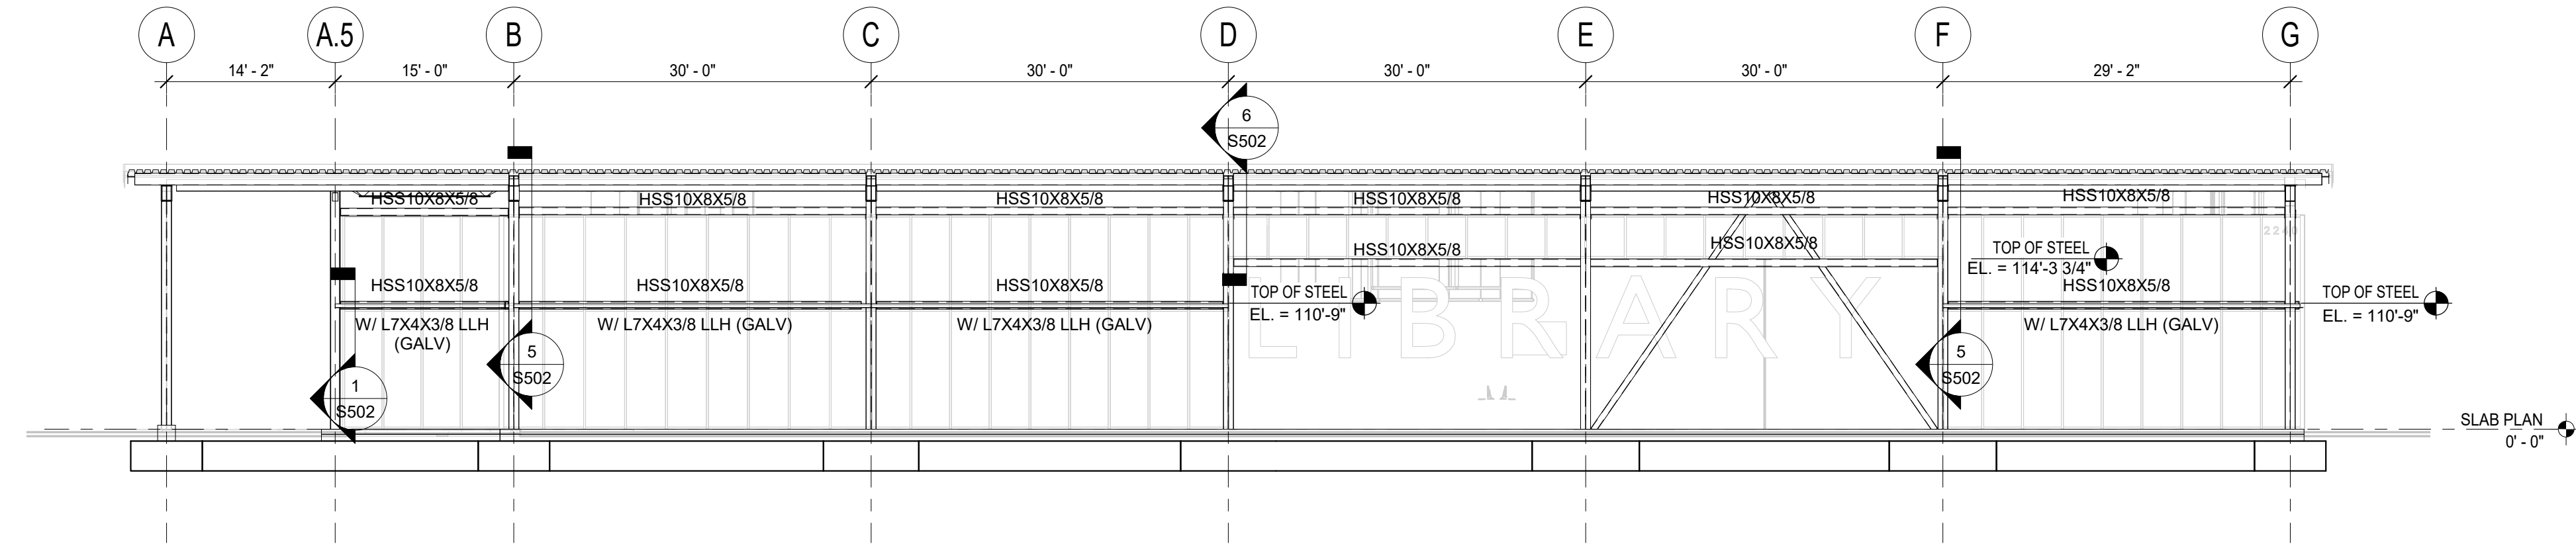 A A.5 B C D E F G
14' - 2" 15' - 0" 30' - 0" 30' - 0" 30' - 0" 30' - 0" 29' - 2"
6
S502
HSS10X8X5/8 HSS10X8X5/8 HSS10X8X5/8 HSS10X8X5/8 HSS10X8X5/8 HSS10X8X5/8
2240
HSS10X8X5/8 HSS10X8X5/8
TOP OF STEEL
EL. = 114'-3 3/4"
HSS10X8X5/8 HSS10X8X5/8 HSS10X8X5/8 HSS10X8X5/8
TOP OF STEEL
EL. = 110'-9"
TOP OF STEEL
EL. = 110'-9"
LIBRARY
W/ L7X4X3/8 LLH
(GALV)
W/ L7X4X3/8 LLH (GALV) W/ L7X4X3/8 LLH (GALV) W/ L7X4X3/8 LLH (GALV)
5
S502
5
S502
1
S502
SLAB PLAN
0' - 0"